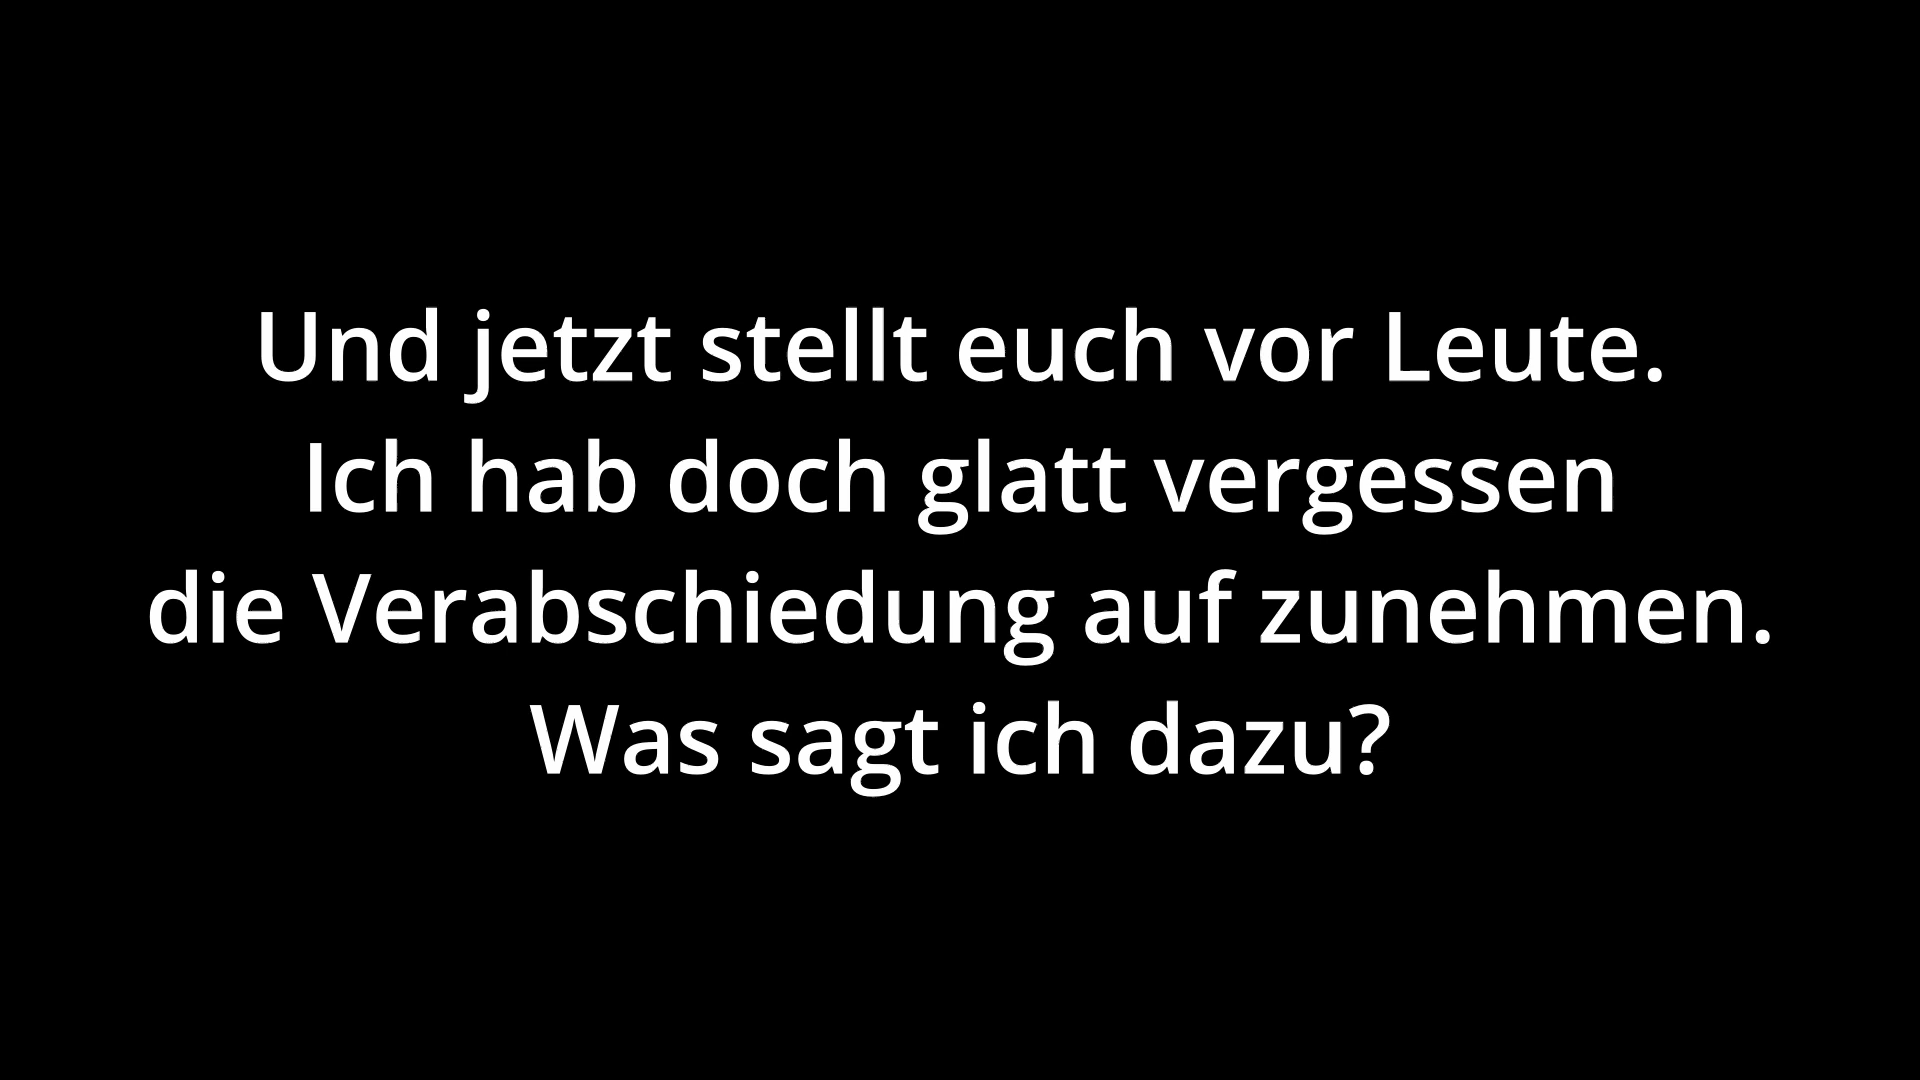 Und jetzt stellt euch vor Leute.
Ich hab doch glatt vergessen
die Verabschiedung auf zunehmen.
Was sagt ich dazu?